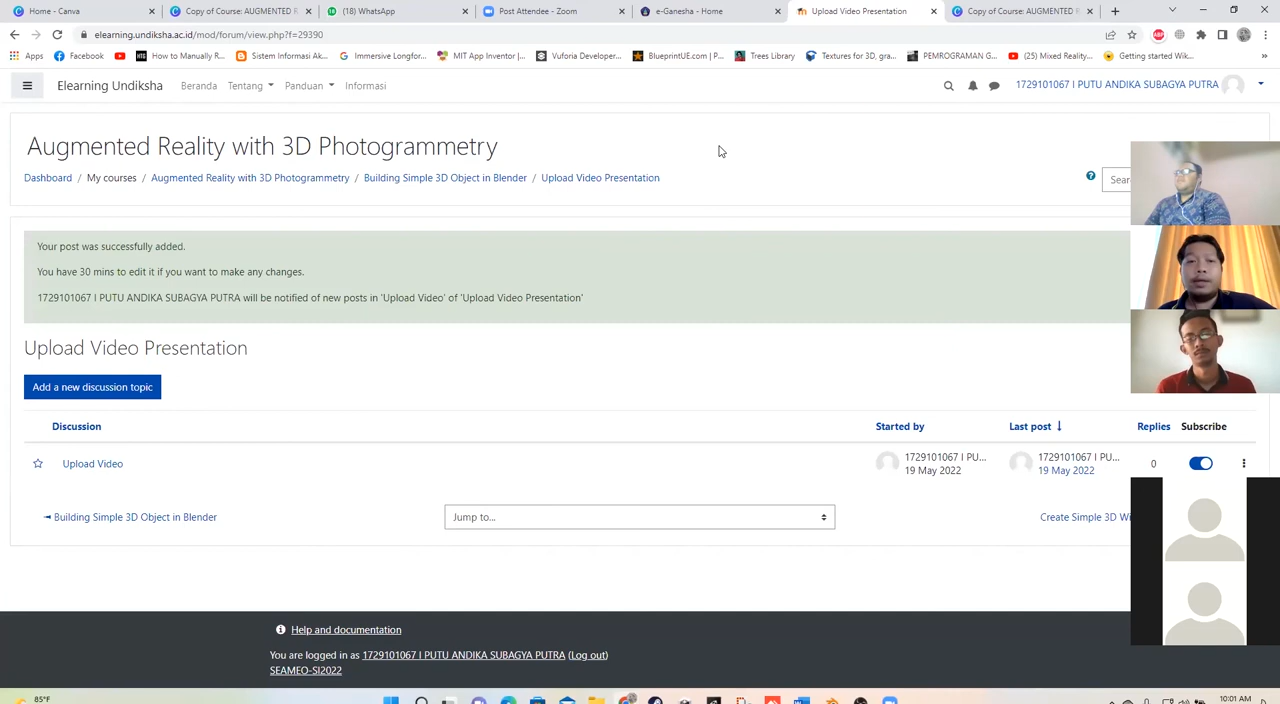 Home - Canva
Copy of Course: AUGMENTED R
(18) WhatsApp
Post Attendee - Zoom
e-Ganesha - Home
Upload Video Presentation
Copy of Course: AUGMENTED R
elearning.undiksha.ac.id/mod/forum/view.php?f=29390
Apps
Facebook
How to Manually R...
Sistem Informasi Ak...
Immersive Longfor...
MIT App Inventor |...
Vuforia Developer...
BlueprintUE.com | P...
Trees Library
Textures for 3D, gra...
PEMROGRAMAN G...
(25) Mixed Reality...
Getting started Wik...
Elearning Undiksha
Beranda
Tentang
Panduan
Informasi
1729101067 I PUTU ANDIKA SUBAGYA PUTRA
Augmented Reality with 3D Photogrammetry
Dashboard / My courses / Augmented Reality with 3D Photogrammetry / Building Simple 3D Object in Blender / Upload Video Presentation
Sear
Your post was successfully added.
You have 30 mins to edit it if you want to make any changes.
1729101067 I PUTU ANDIKA SUBAGYA PUTRA will be notified of new posts in 'Upload Video' of 'Upload Video Presentation'
Upload Video Presentation
Add a new discussion topic
Discussion Started by Last post ↓ Replies Subscribe
Upload Video 1729101067 I PU... 1729101067 I PU... 0
19 May 2022 19 May 2022
◄ Building Simple 3D Object in Blender
Jump to...
Create Simple 3D Wi
Help and documentation
You are logged in as 1729101067 I PUTU ANDIKA SUBAGYA PUTRA (Log out)
SEAMEO-SI2022
85°F
10:01 AM